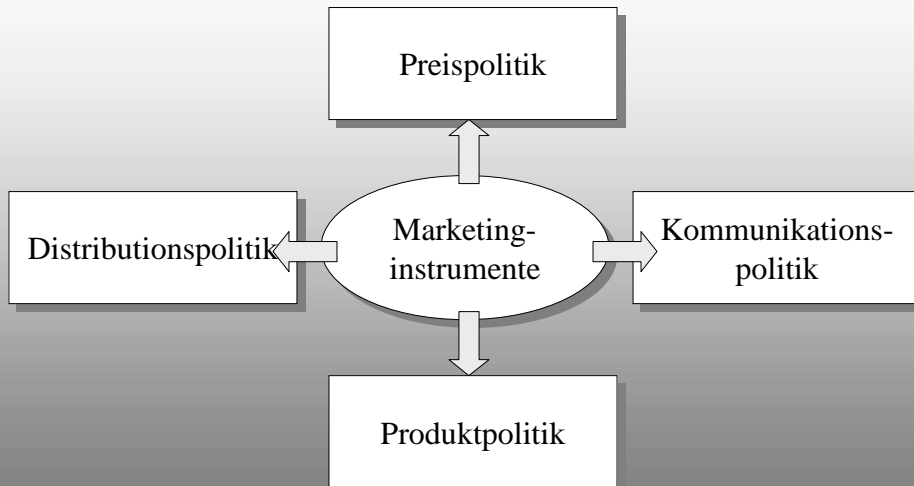 Preispolitik
Distributionspolitik
Marketing-
instrumente
Kommunikations-
politik
Produktpolitik